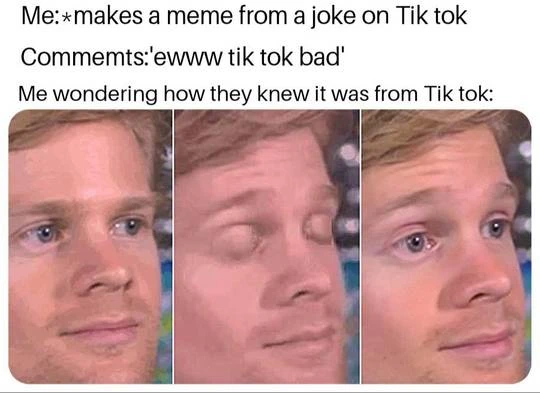 Me:*makes a meme from a joke on Tik tok
Commemts:'ewww tik tok bad'
Me wondering how they knew it was from Tik tok: